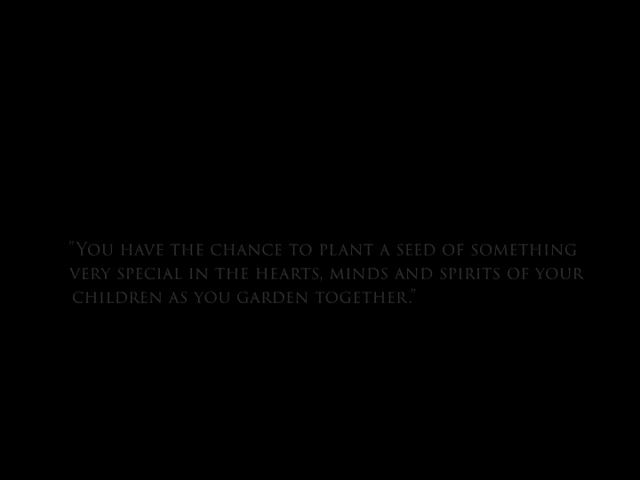 "You have the chance to plant a seed of something
very special in the hearts, minds and spirits of your
children as you garden together."